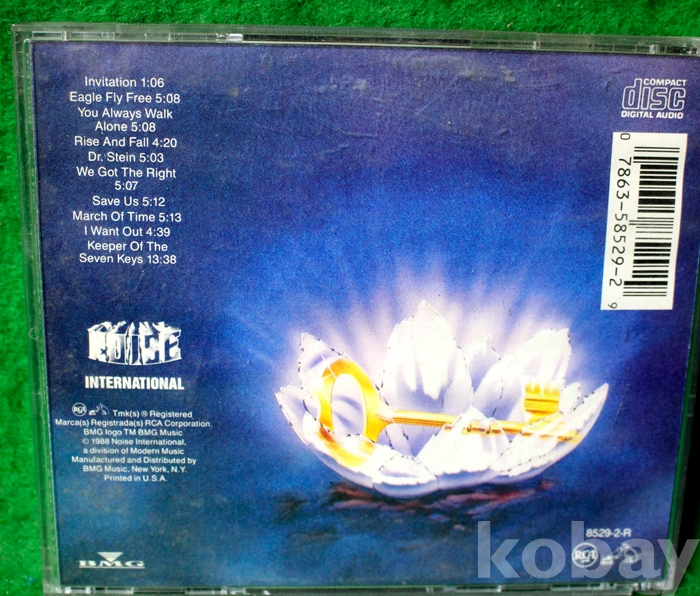 Invitation 1:06
Eagle Fly Free 5:08
You Always Walk
Alone 5:08
Rise And Fall 4:20
Dr. Stein 5:03
We Got The Right
5:07
Save Us 5:12
March Of Time 5:13
I Want Out 4:39
Keeper Of The
Seven Keys 13:38
COMPACT
disc
DIGITAL AUDIO
0 7863-58529-2 9
NOISE
INTERNATIONAL
RCA Tmk(s) ® Registered
Marca(s) Registrada(s) RCA Corporation.
BMG logo TM BMG Music
© 1988 Noise International,
a division of Modern Music
Manufactured and Distributed by
BMG Music, New York, N.Y.
Printed in U.S.A.
BMG
8529-2-R
RCA
kobay